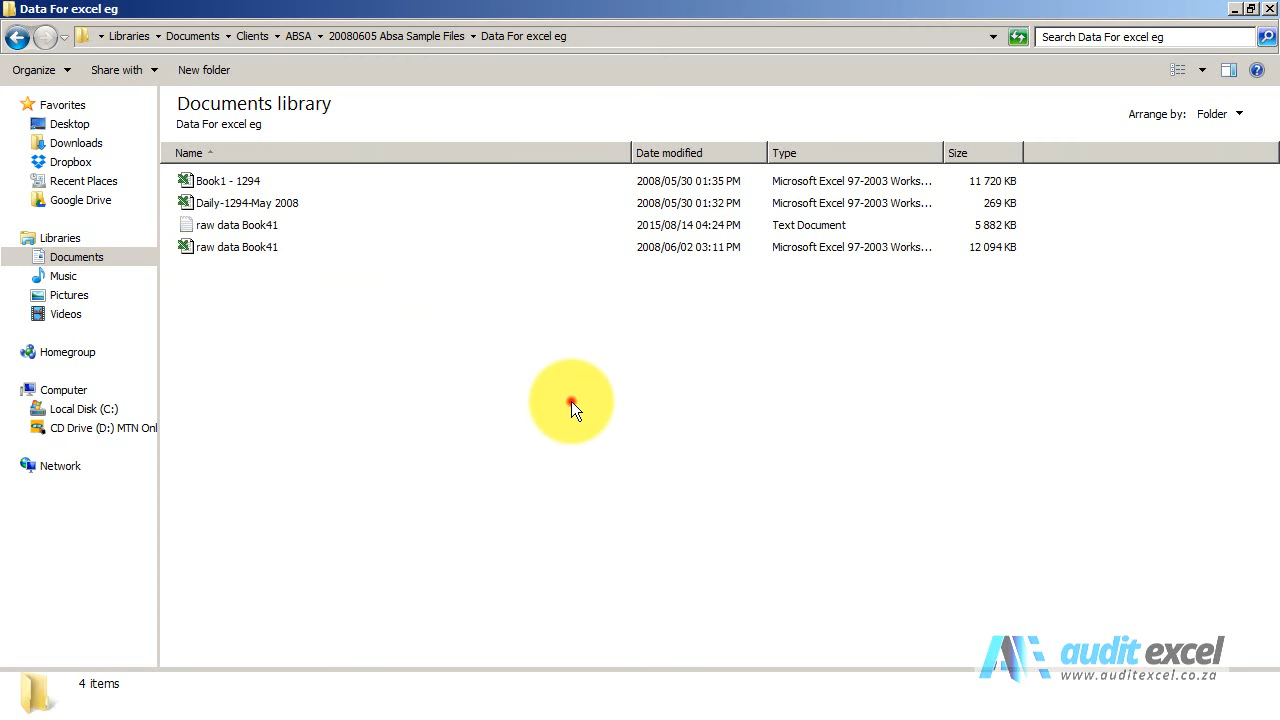 Data For excel eg
Libraries Documents Clients ABSA 20080605 Absa Sample Files Data For excel eg
Search Data For excel eg
Organize Share with New folder
Favorites
Desktop
Downloads
Dropbox
Recent Places
Google Drive
Libraries
Documents
Music
Pictures
Videos
Homegroup
Computer
Local Disk (C:)
CD Drive (D:) MTN Onl
Network
Documents library
Data For excel eg
Arrange by: Folder
Name Date modified Type Size
Book1 - 1294 2008/05/30 01:35 PM Microsoft Excel 97-2003 Works... 11 720 KB
Daily-1294-May 2008 2008/05/30 01:32 PM Microsoft Excel 97-2003 Works... 269 KB
raw data Book41 2015/08/14 04:24 PM Text Document 5 882 KB
raw data Book41 2008/06/02 03:11 PM Microsoft Excel 97-2003 Works... 12 094 KB
audit excel
www.auditexcel.co.za
4 items